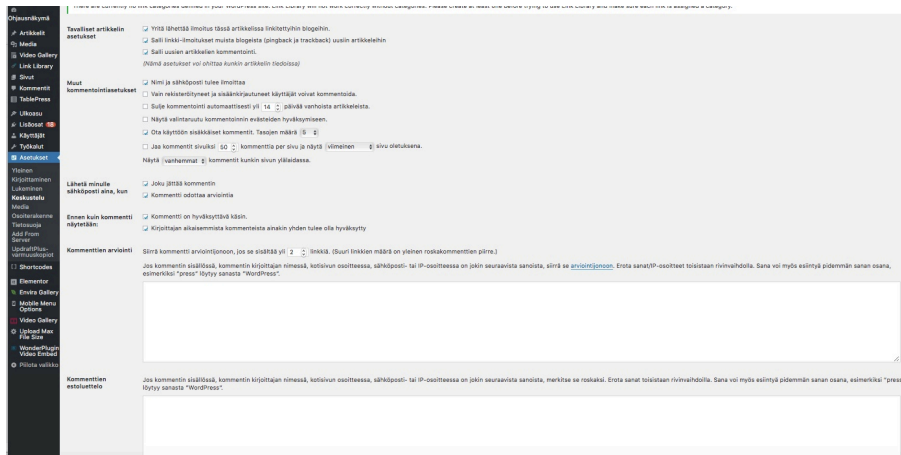 There are currently no link categories defined in your WordPress site. Link Library will not work correctly without categories. Please create at least one before trying to use Link Library and make sure each link is assigned a category.
Ohjausnäkymä
Artikkelit
Media
Video Gallery
Link Library
Sivut
Kommentit
TablePress
Ulkoasu
Lisäosat 18
Käyttäjät
Työkalut
Asetukset
Yleinen
Kirjoittaminen
Lukeminen
Keskustelu
Media
Osoiterakenne
Tietosuoja
Add From
Server
UpdraftPlus-
varmuuskopiot
Shortcodes
Elementor
Envira Gallery
Mobile Menu
Options
Video Gallery
Upload Max
File Size
WonderPlugin
Video Embed
Piilota valikko
Tavalliset artikkelin
asetukset
Yritä lähettää ilmoitus tässä artikkelissa linkitettyihin blogeihin.
Salli linkki-ilmoitukset muista blogeista (pingback ja trackback) uusiin artikkeleihin
Salli uusien artikkelien kommentointi.
(Nämä asetukset voi ohittaa kunkin artikkelin tiedoissa)
Muut
kommentointiasetukset
Nimi ja sähköposti tulee ilmoittaa
Vain rekisteröityneet ja sisäänkirjautuneet käyttäjät voivat kommentoida.
Sulje kommentointi automaattisesti yli 14 päivää vanhoista artikkeleista.
Näytä valintaruutu kommentoinnin evästeiden hyväksymiseen.
Ota käyttöön sisäkkäiset kommentit. Tasojen määrä 5
Jaa kommentit sivuiksi 50 kommenttia per sivu ja näytä viimeinen sivu oletuksena.
Näytä vanhemmat kommentit kunkin sivun ylälaidassa.
Lähetä minulle
sähköposti aina, kun
Joku jättää kommentin
Kommentti odottaa arviointia
Ennen kuin kommentti
näytetään:
Kommentti on hyväksyttävä käsin.
Kirjoittajan aikaisemmista kommenteista ainakin yhden tulee olla hyväksytty
Kommenttien arviointi
Siirrä kommentti arviointijonoon, jos se sisältää yli 2 linkkiä. (Suuri linkkien määrä on yleinen roskakommenttien piirre.)
Jos kommentin sisällössä, kommentin kirjoittajan nimessä, kotisivun osoitteessa, sähköposti- tai IP-osoitteessa on jokin seuraavista sanoista, siirrä se arviointijonoon. Erota sanat/IP-osoitteet toisistaan rivinvaihdolla. Sana voi myös esiintyä pidemmän sanan osana,
esimerkiksi "press" löytyy sanasta "WordPress".
Kommenttien
estoluettelo
Jos kommentin sisällössä, kommentin kirjoittajan nimessä, kotisivun osoitteessa, sähköposti- tai IP-osoitteessa on jokin seuraavista sanoista, merkitse se roskaksi. Erota sanat toisistaan rivinvaihdoilla. Sana voi myös esiintyä pidemmän sanan osana, esimerkiksi "press
löytyy sanasta "WordPress".